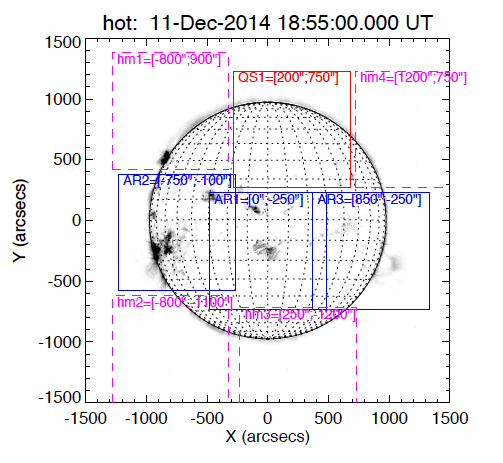 hot: 11-Dec-2014 18:55:00.000 UT
1500
hm1=[-800";900"]
QS1=[200";750"]
hm4=[1200";750"]
1000
500
AR2=[-750";-100"]
AR1=[0";-250"]
AR3=[850";-250"]
0
-500
hm2=[-800";-1100"]
hm3=[250";-1200"]
-1000
-1500
Y (arcsecs)
-1500 -1000 -500 0 500 1000 1500
X (arcsecs)